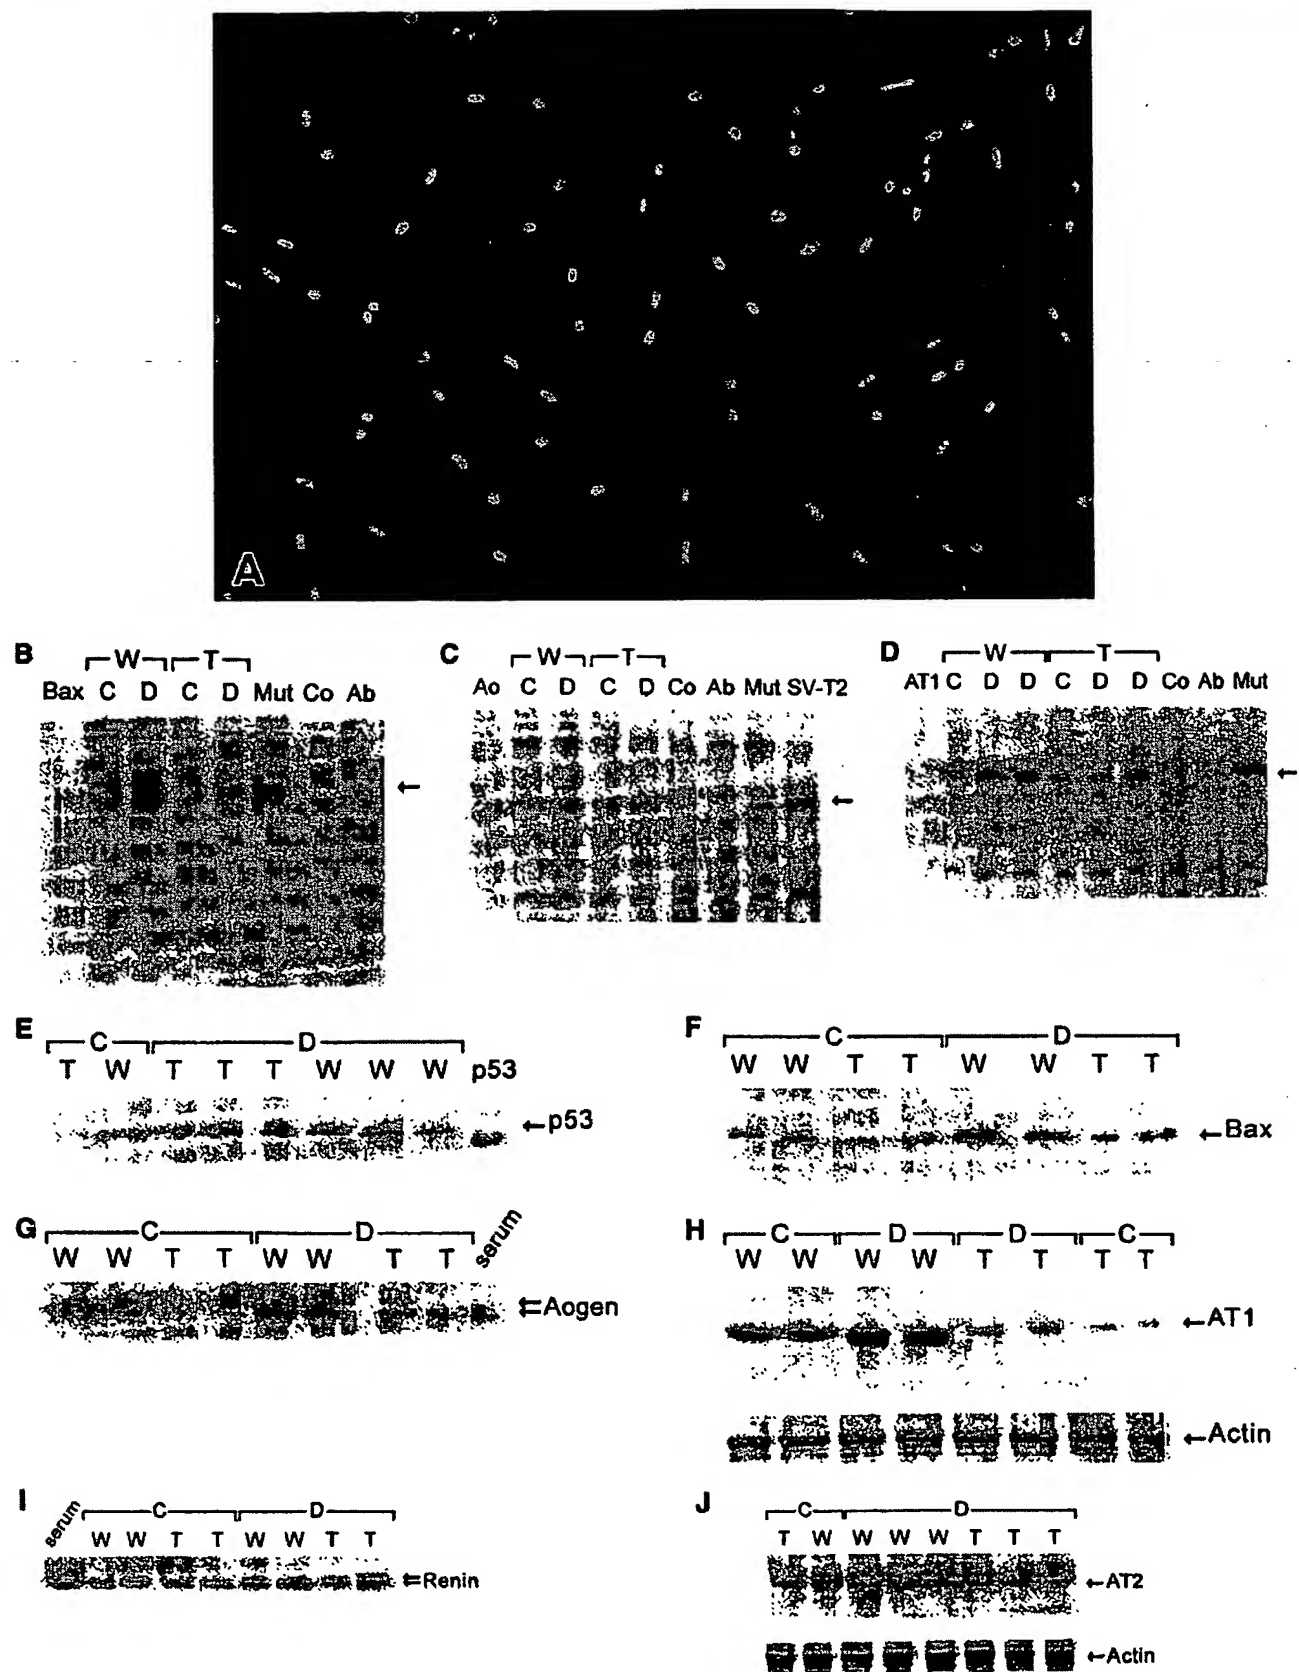 A
B
W T
Bax C D C D Mut Co Ab
←
C
W T
Ao C D C D Co Ab Mut SV-T2
←
D
W T
AT1 C D D C D D Co Ab Mut
←
E
C D
T W T T T W W W p53
←p53
F
C D
W W T T W W T T
←Bax
G
C D
W W T T W W T T serum
Aogen
H
C D D C
W W W W T T T T
←AT1
←Actin
I
C D
serum W W T T W W T T
Renin
J
C D
T W W W W T T T
←AT2
←Actin